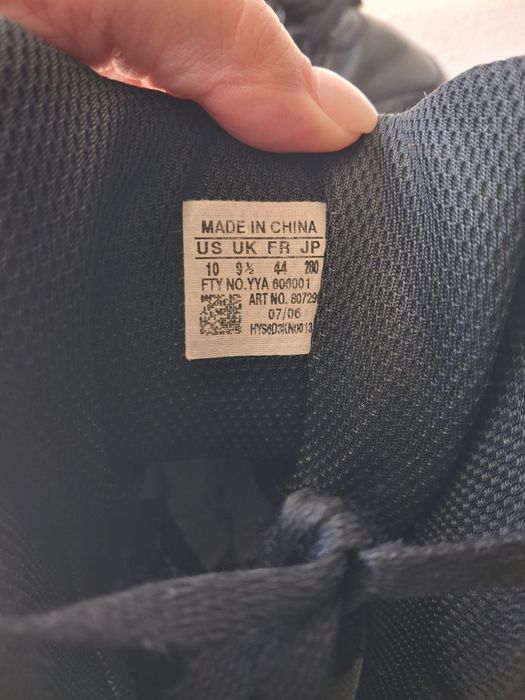 MADE IN CHINA
US UK FR JP
10 9½ 44 280
FTY NO.YYA 606001
ART NO. 80729
07/06
HYS6D3KN0013